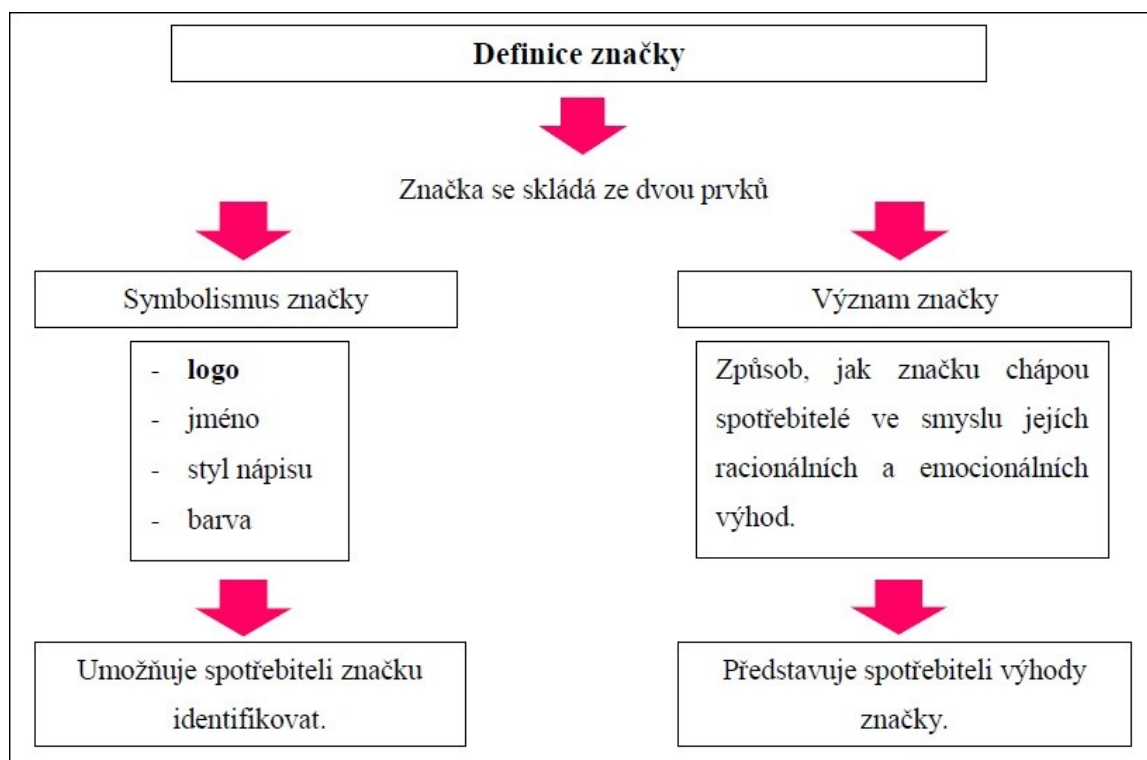 Definice značky
Značka se skládá ze dvou prvků
Symbolismus značky
- logo
- jméno
- styl nápisu
- barva
Umožňuje spotřebiteli značku
identifikovat.
Význam značky
Způsob, jak značku chápou
spotřebitelé ve smyslu jejích
racionálních a emocionálních
výhod.
Představuje spotřebiteli výhody
značky.